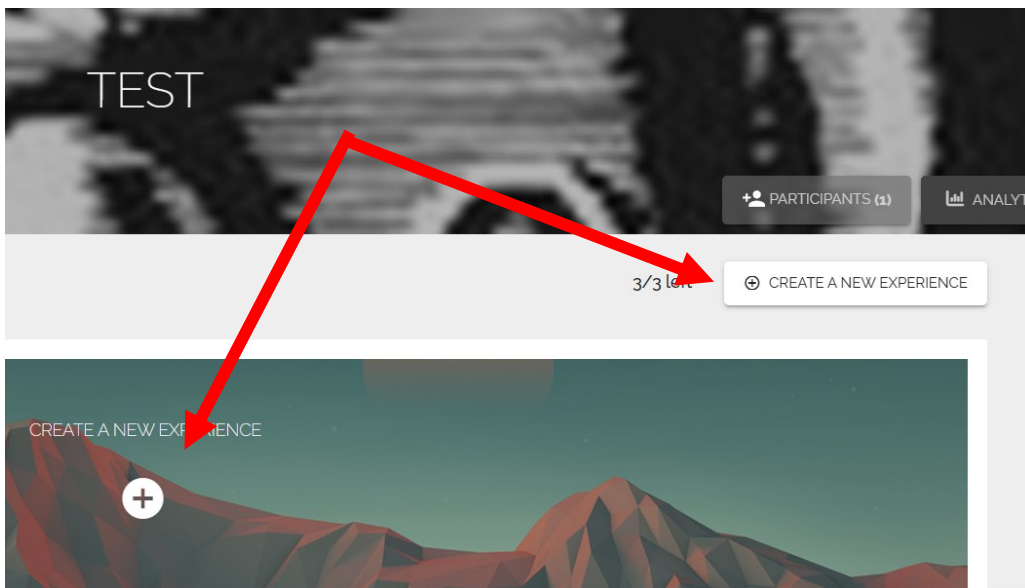 TEST
PARTICIPANTS (1)
ANALYT
3/3 left
CREATE A NEW EXPERIENCE
CREATE A NEW EXPERIENCE